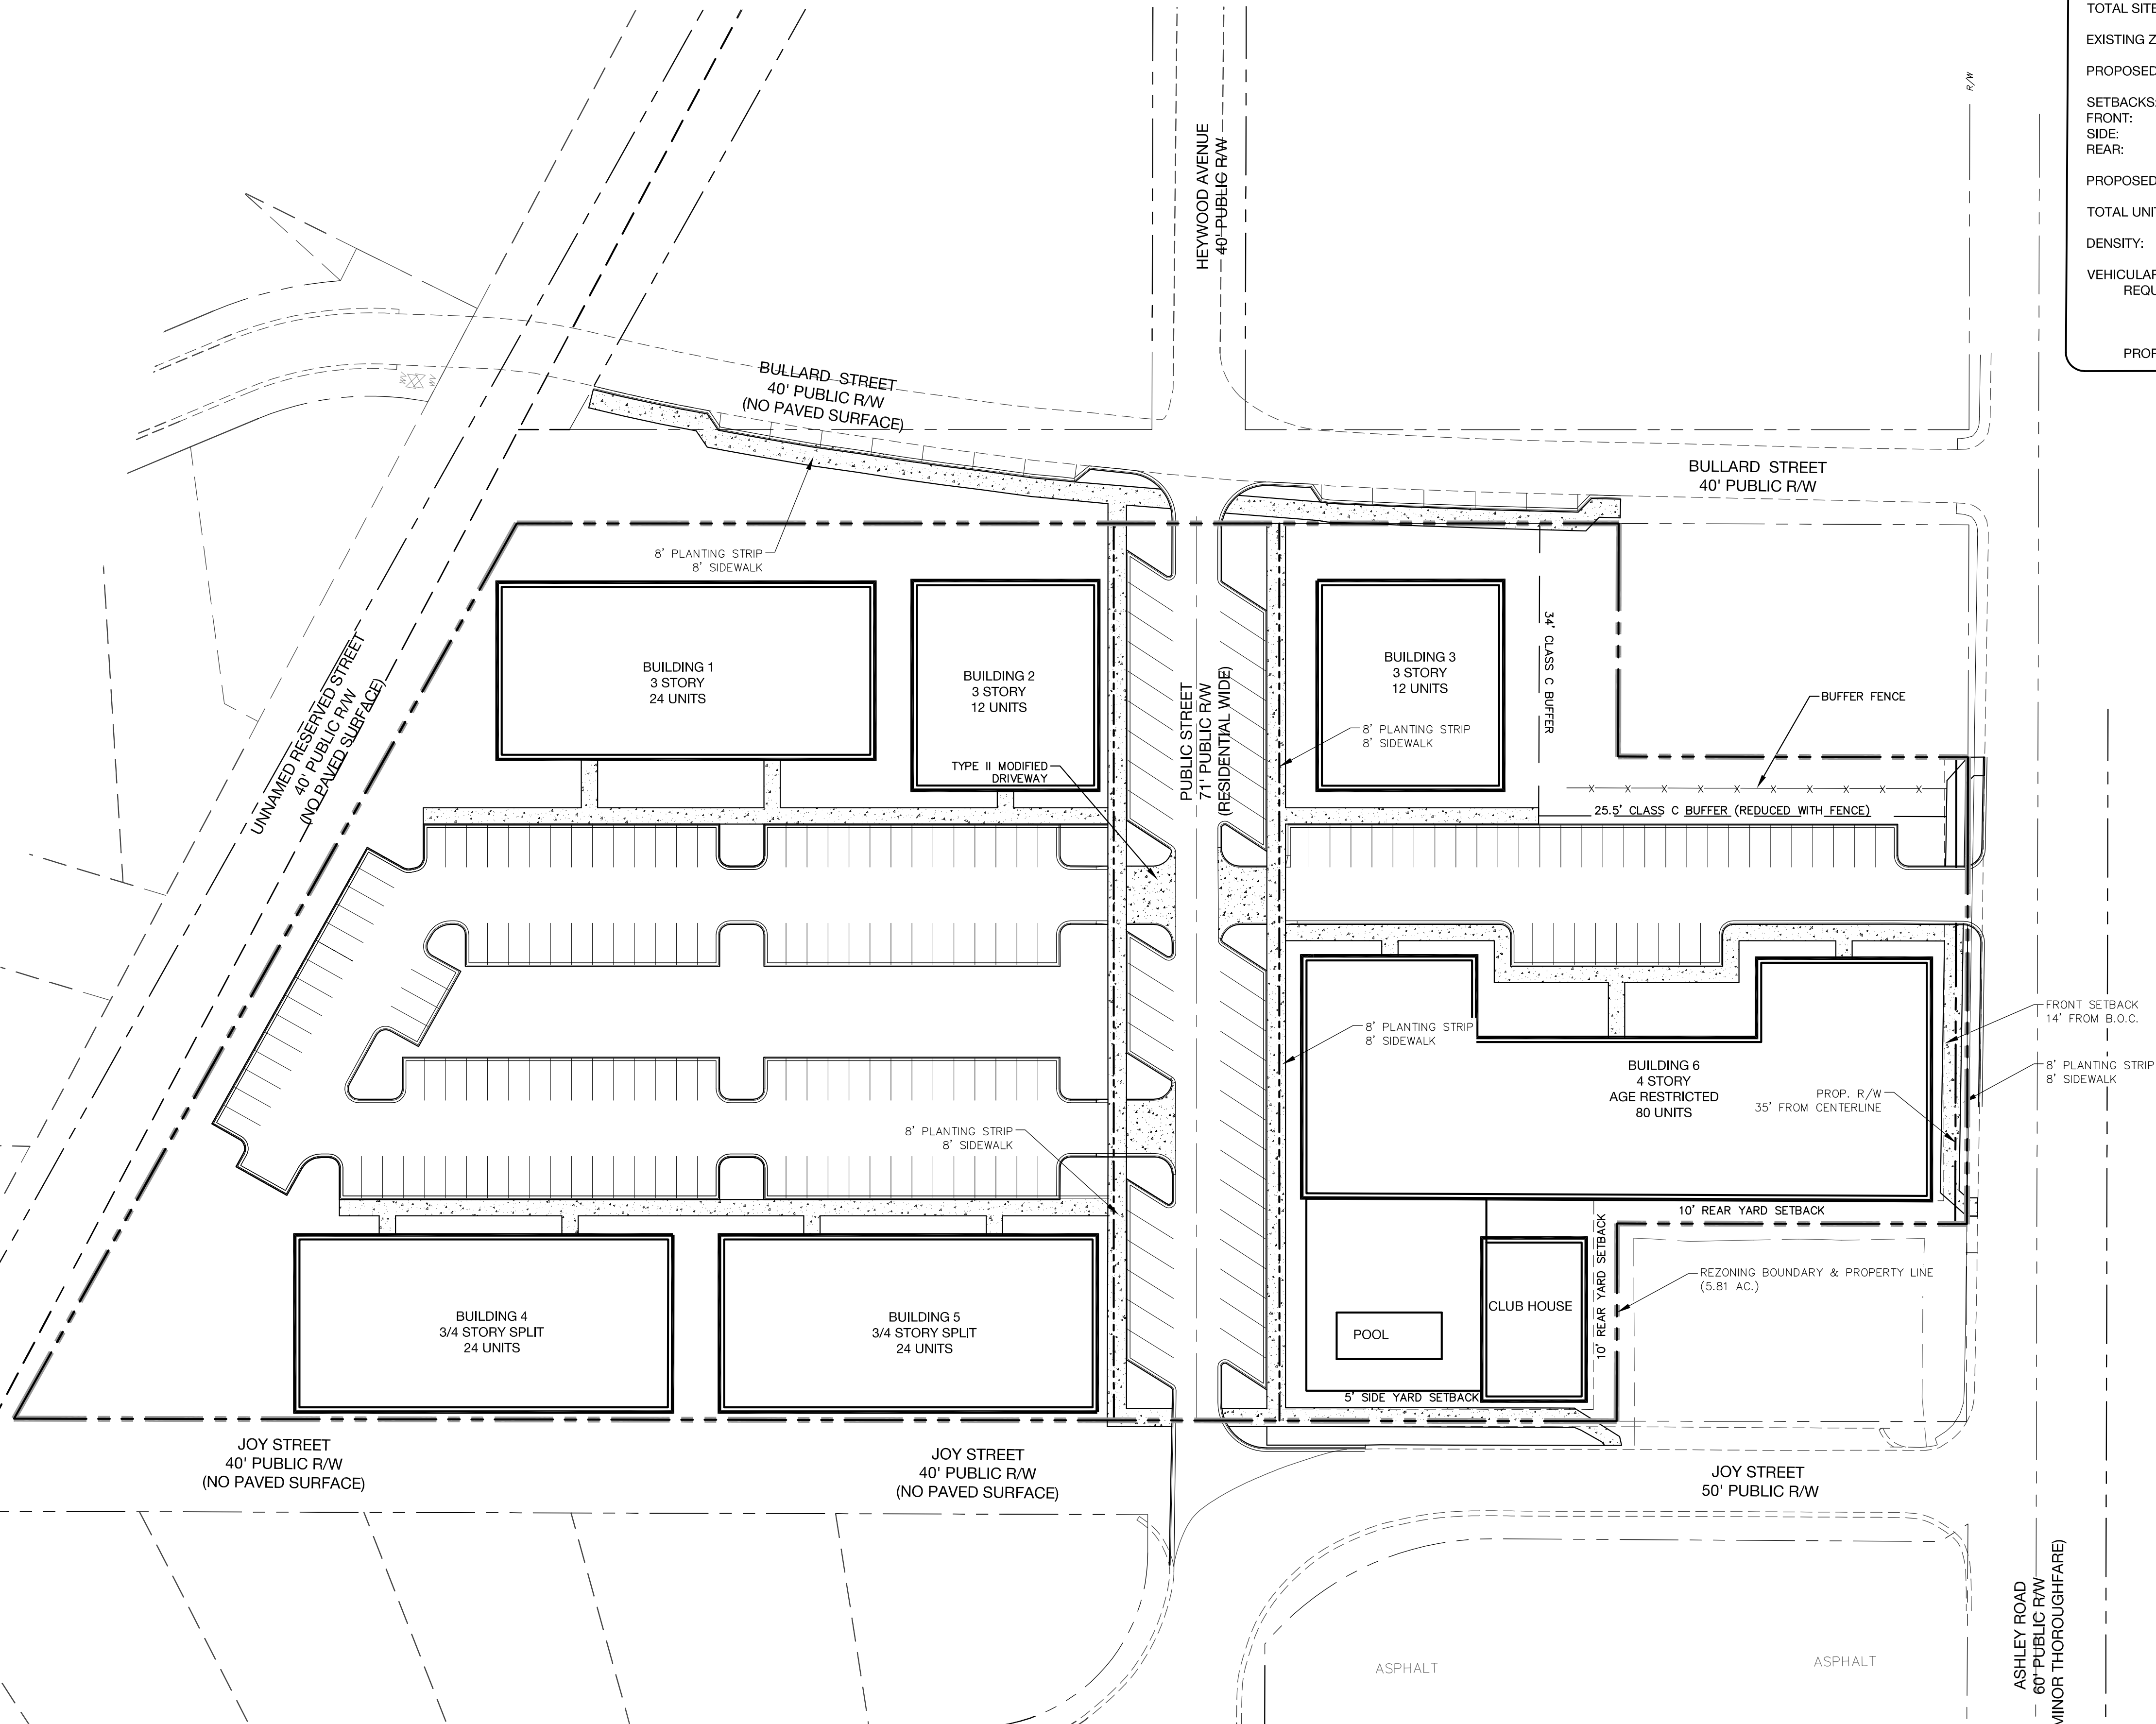 TOTAL SITE
EXISTING Z
PROPOSED
SETBACKS:
FRONT:
SIDE:
REAR:
PROPOSED
TOTAL UNIT
DENSITY:
VEHICULAR
REQU
PROP
R/W
HEYWOOD AVENUE
40' PUBLIC R/W
WV
WV
BULLARD STREET
40' PUBLIC R/W
(NO PAVED SURFACE)
BULLARD STREET
40' PUBLIC R/W
8' PLANTING STRIP
8' SIDEWALK
UNNAMED RESERVED STREET
40' PUBLIC R/W
(NO PAVED SURFACE)
BUILDING 1
3 STORY
24 UNITS
BUILDING 2
3 STORY
12 UNITS
TYPE II MODIFIED
DRIVEWAY
PUBLIC STREET
71' PUBLIC R/W
(RESIDENTIAL WIDE)
BUILDING 3
3 STORY
12 UNITS
34' CLASS C BUFFER
8' PLANTING STRIP
8' SIDEWALK
BUFFER FENCE
25.5' CLASS C BUFFER (REDUCED WITH FENCE)
FRONT SETBACK
14' FROM B.O.C.
8' PLANTING STRIP
8' SIDEWALK
8' PLANTING STRIP
8' SIDEWALK
BUILDING 6
4 STORY
AGE RESTRICTED
80 UNITS
PROP. R/W
35' FROM CENTERLINE
8' PLANTING STRIP
8' SIDEWALK
10' REAR YARD SETBACK
10' REAR YARD SETBACK
REZONING BOUNDARY & PROPERTY LINE
(5.81 AC.)
BUILDING 4
3/4 STORY SPLIT
24 UNITS
BUILDING 5
3/4 STORY SPLIT
24 UNITS
POOL
CLUB HOUSE
5' SIDE YARD SETBACK
JOY STREET
40' PUBLIC R/W
(NO PAVED SURFACE)
JOY STREET
40' PUBLIC R/W
(NO PAVED SURFACE)
JOY STREET
50' PUBLIC R/W
ASPHALT
ASPHALT
ASHLEY ROAD
60' PUBLIC R/W
MINOR THOROUGHFARE)